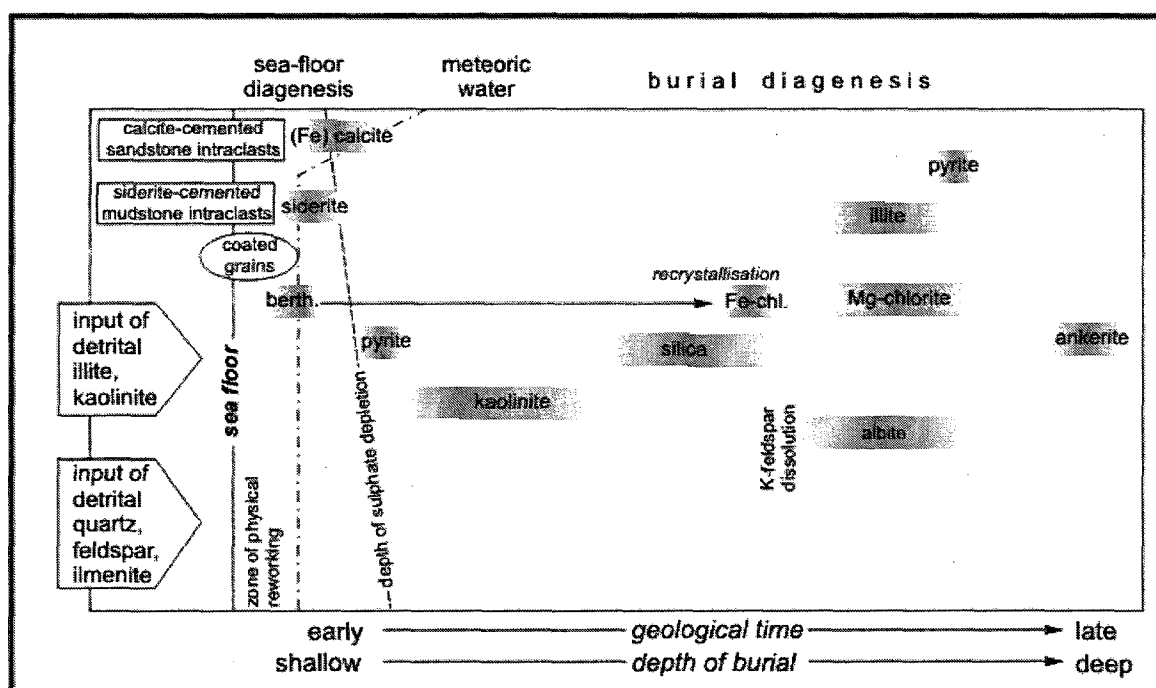 sea-floor
diagenesis
meteoric
water
burial diagenesis
calcite-cemented
sandstone intraclasts
(Fe) calcite
pyrite
siderite-cemented
mudstone intraclasts
siderite
illite
coated
grains
recrystallisation
berth.
Fe-chl.
Mg-chlorite
input of
detrital
illite,
kaolinite
sea floor
pyrite
silica
ankerite
kaolinite
K-feldspar
dissolution
albite
input of
detrital
quartz,
feldspar,
ilmenite
zone of physical
reworking
depth of sulphate depletion
early geological time late
shallow depth of burial deep